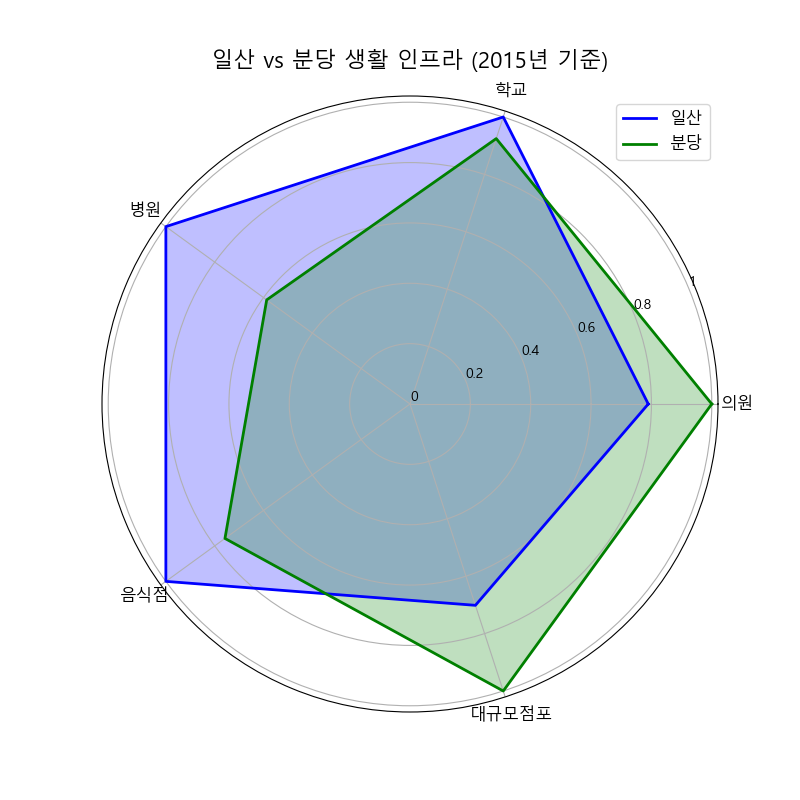 일산 vs 분당 생활 인프라 (2015년 기준)
학교
일산
분당
병원
1
0.8
0.6
0.4
0.2
0
의원
음식점
대규모점포